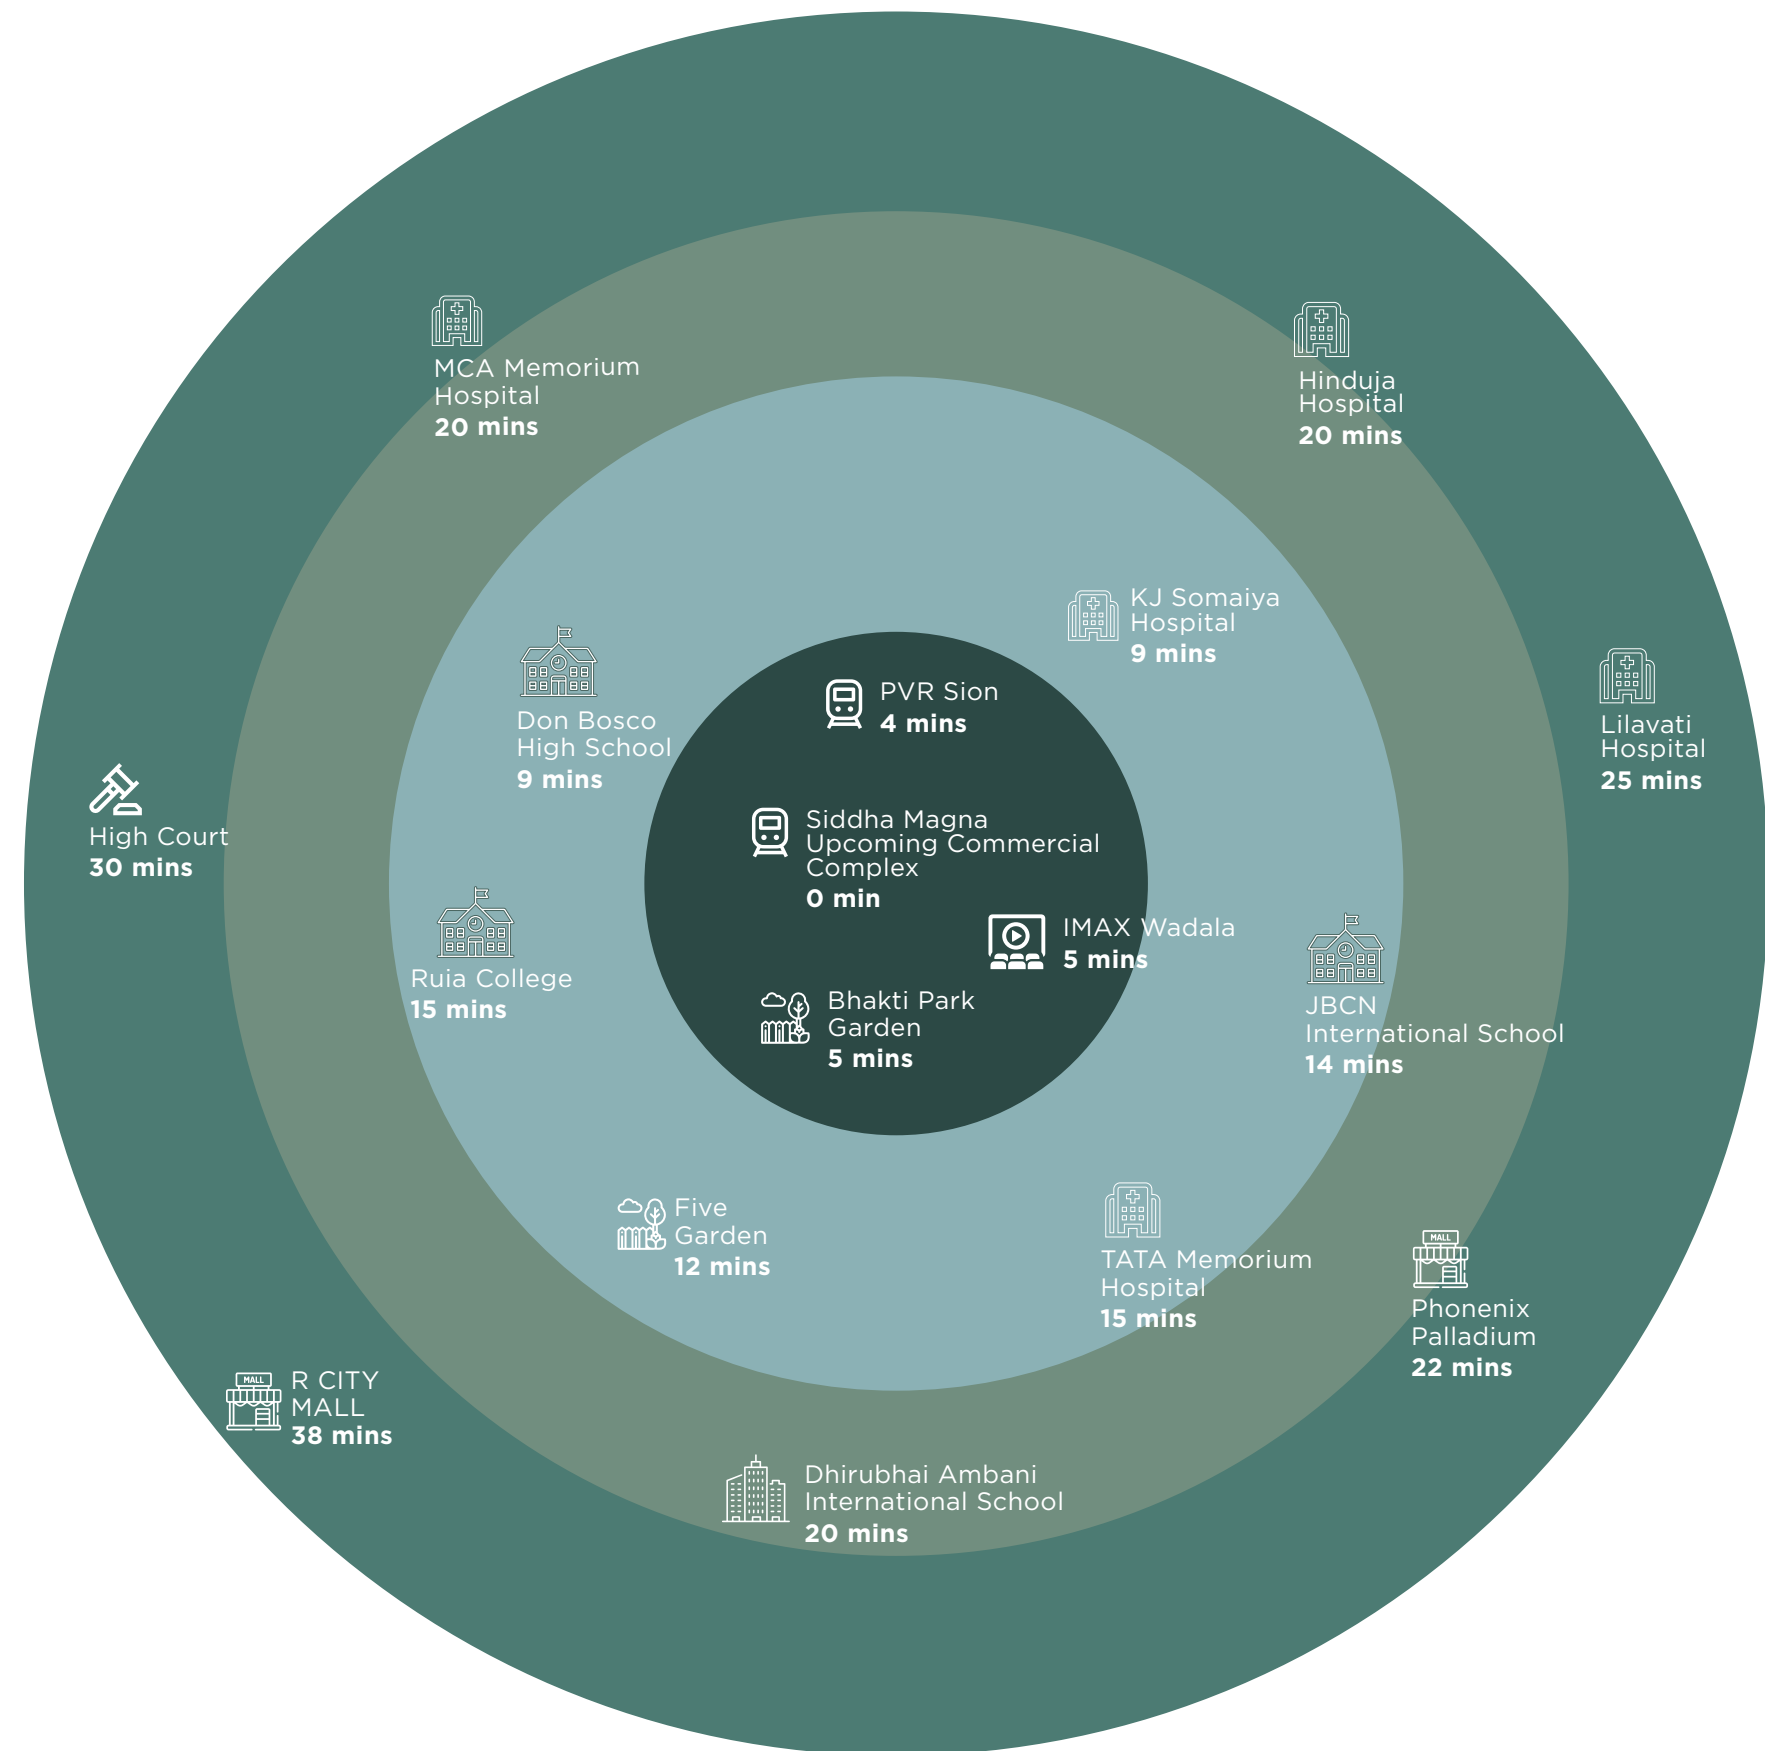 MCA Memorium
Hospital
20 mins
Hinduja
Hospital
20 mins
KJ Somaiya
Hospital
9 mins
Don Bosco
High School
9 mins
PVR Sion
4 mins
Lilavati
Hospital
25 mins
High Court
30 mins
Siddha Magna
Upcoming Commercial
Complex
0 min
IMAX Wadala
5 mins
Ruia College
15 mins
Bhakti Park
Garden
5 mins
JBCN
International School
14 mins
Five
Garden
12 mins
TATA Memorium
Hospital
15 mins
MALL
Phonenix
Palladium
22 mins
MALL
R CITY
MALL
38 mins
Dhirubhai Ambani
International School
20 mins